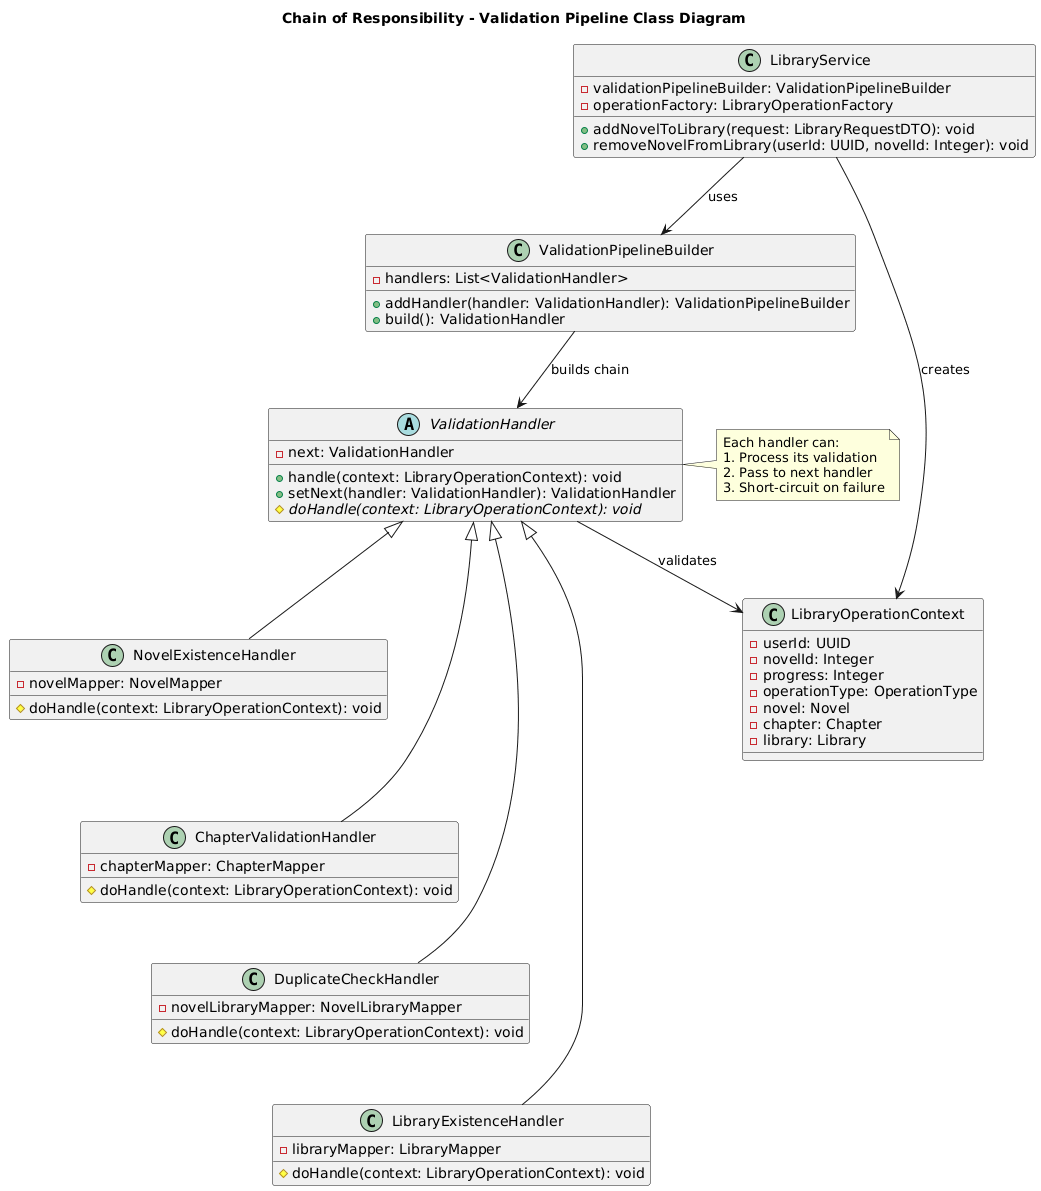 Chain of Responsibility - Validation Pipeline Class Diagram
C LibraryService
validationPipelineBuilder: ValidationPipelineBuilder
operationFactory: LibraryOperationFactory
addNovelToLibrary(request: LibraryRequestDTO): void
removeNovelFromLibrary(userId: UUID, novelId: Integer): void
uses
C ValidationPipelineBuilder
handlers: List<ValidationHandler>
addHandler(handler: ValidationHandler): ValidationPipelineBuilder
build(): ValidationHandler
builds chain
creates
A ValidationHandler
next: ValidationHandler
handle(context: LibraryOperationContext): void
setNext(handler: ValidationHandler): ValidationHandler
doHandle(context: LibraryOperationContext): void
Each handler can:
1. Process its validation
2. Pass to next handler
3. Short-circuit on failure
validates
C LibraryOperationContext
userId: UUID
novelId: Integer
progress: Integer
operationType: OperationType
novel: Novel
chapter: Chapter
library: Library
C NovelExistenceHandler
novelMapper: NovelMapper
doHandle(context: LibraryOperationContext): void
C ChapterValidationHandler
chapterMapper: ChapterMapper
doHandle(context: LibraryOperationContext): void
C DuplicateCheckHandler
novelLibraryMapper: NovelLibraryMapper
doHandle(context: LibraryOperationContext): void
C LibraryExistenceHandler
libraryMapper: LibraryMapper
doHandle(context: LibraryOperationContext): void